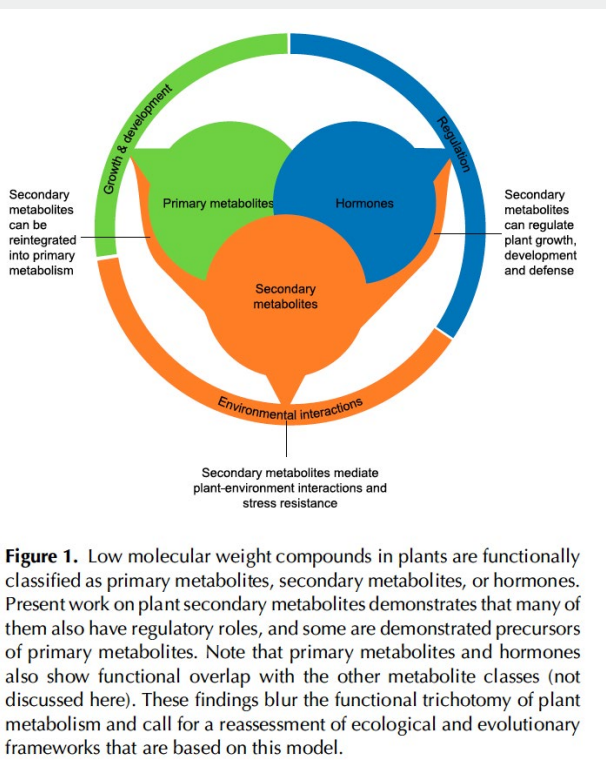 Growth & development
Regulation
Primary metabolites
Hormones
Secondary
metabolites
can be
reintegrated
into primary
metabolism
Secondary
metabolites
can regulate
plant growth,
development
and defense
Secondary
metabolites
Environmental interactions
Secondary metabolites mediate
plant-environment interactions and
stress resistance
Figure 1. Low molecular weight compounds in plants are functionally
classified as primary metabolites, secondary metabolites, or hormones.
Present work on plant secondary metabolites demonstrates that many of
them also have regulatory roles, and some are demonstrated precursors
of primary metabolites. Note that primary metabolites and hormones
also show functional overlap with the other metabolite classes (not
discussed here). These findings blur the functional trichotomy of plant
metabolism and call for a reassessment of ecological and evolutionary
frameworks that are based on this model.